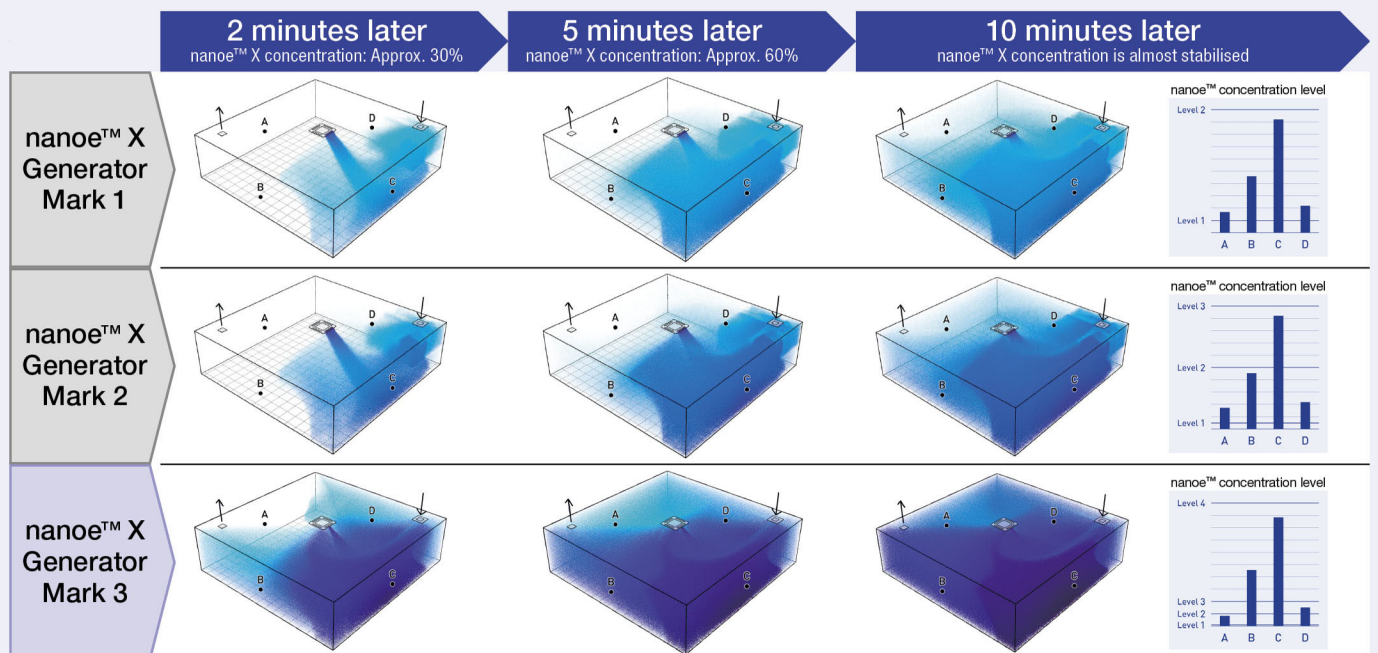 2 minutes later
nanoe™ X concentration: Approx. 30%
5 minutes later
nanoe™ X concentration: Approx. 60%
10 minutes later
nanoe™ X concentration is almost stabilised
nanoe™ X
Generator
Mark 1
A
D
B
C
A
D
B
C
A
D
B
C
nanoe™ concentration level
Level 2
Level 1
A B C D
nanoe™ X
Generator
Mark 2
A
D
B
C
A
D
B
C
A
D
B
C
nanoe™ concentration level
Level 3
Level 2
Level 1
A B C D
nanoe™ X
Generator
Mark 3
A
D
B
C
A
D
B
C
A
D
B
C
nanoe™ concentration level
Level 4
Level 3
Level 2
Level 1
A B C D